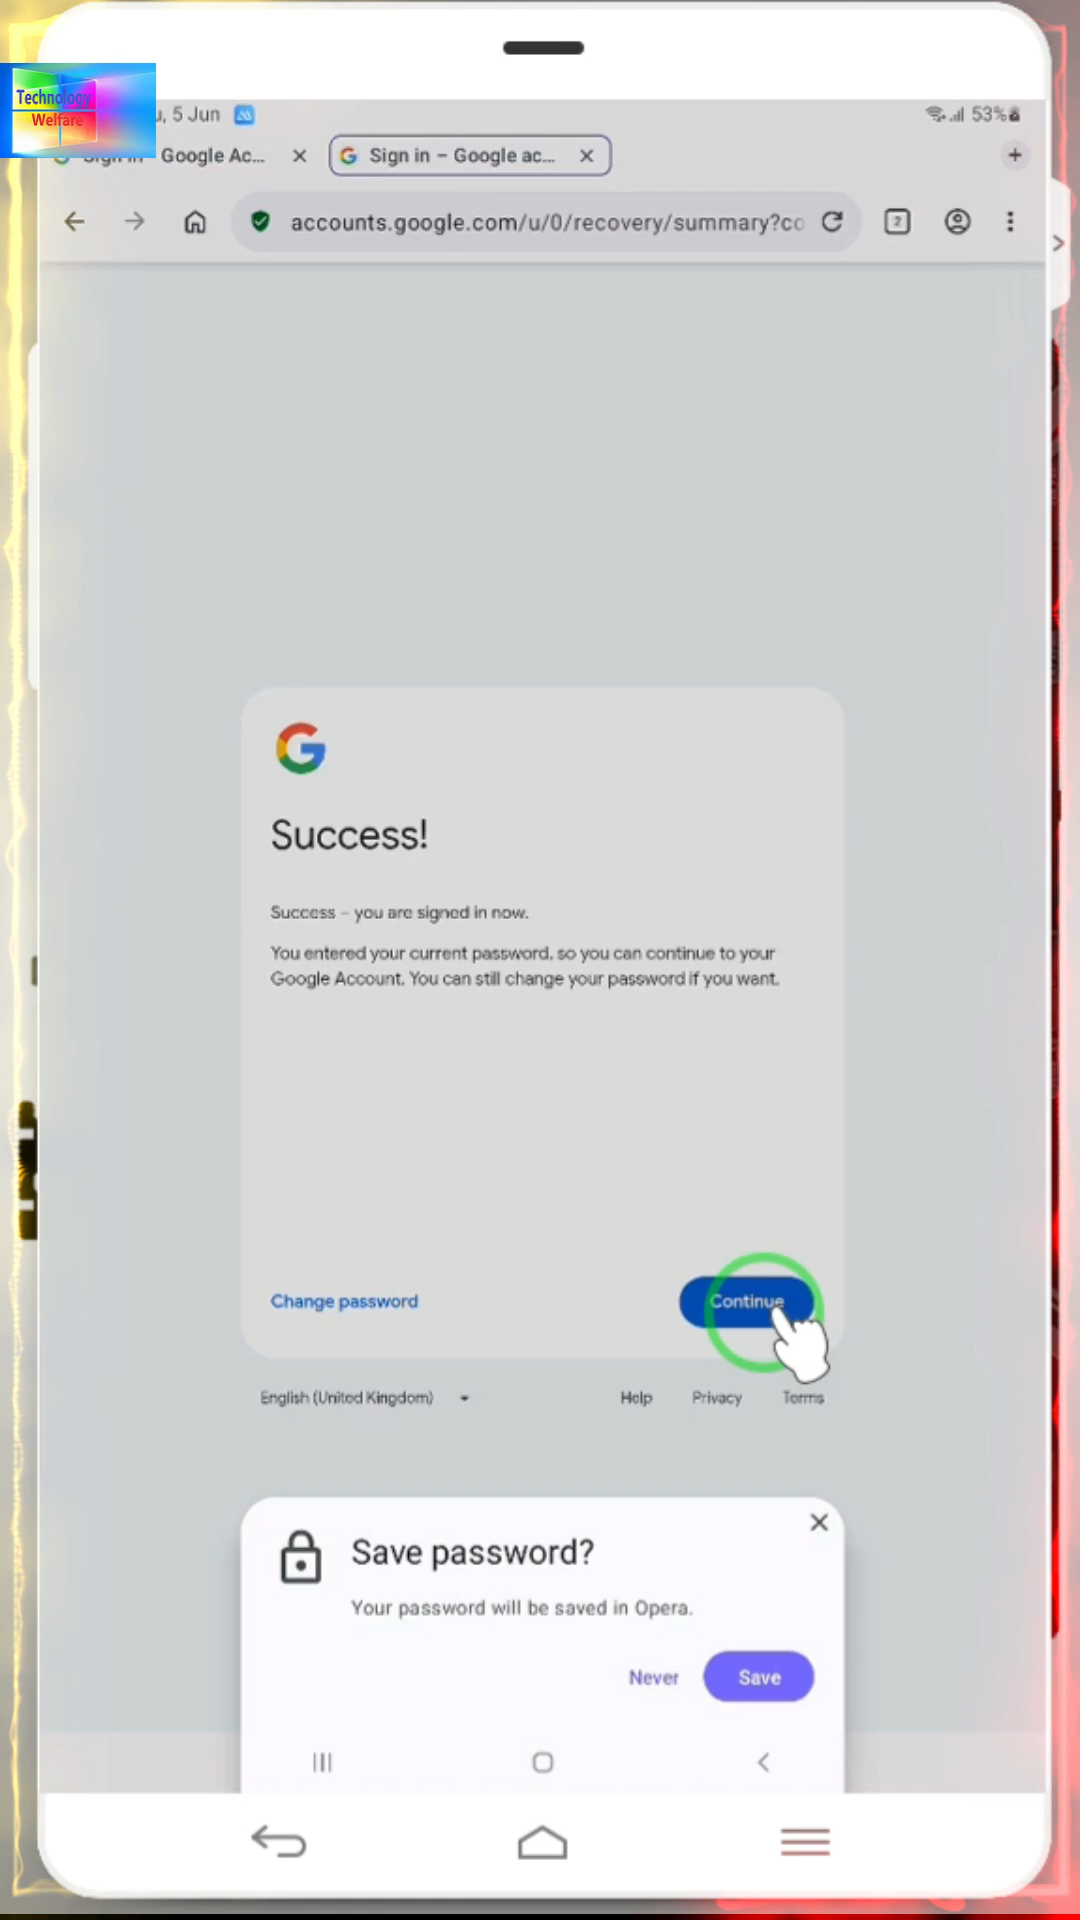 Technology
Welfare
, 5 Jun
53%
Sign in Google Ac...
Sign in – Google ac...
accounts.google.com/u/0/recovery/summary?co
2
Success!
Success – you are signed in now.
You entered your current password, so you can continue to your
Google Account. You can still change your password if you want.
Change password
Continue
English (United Kingdom)
Help
Privacy
Terms
Save password?
Your password will be saved in Opera.
Never
Save